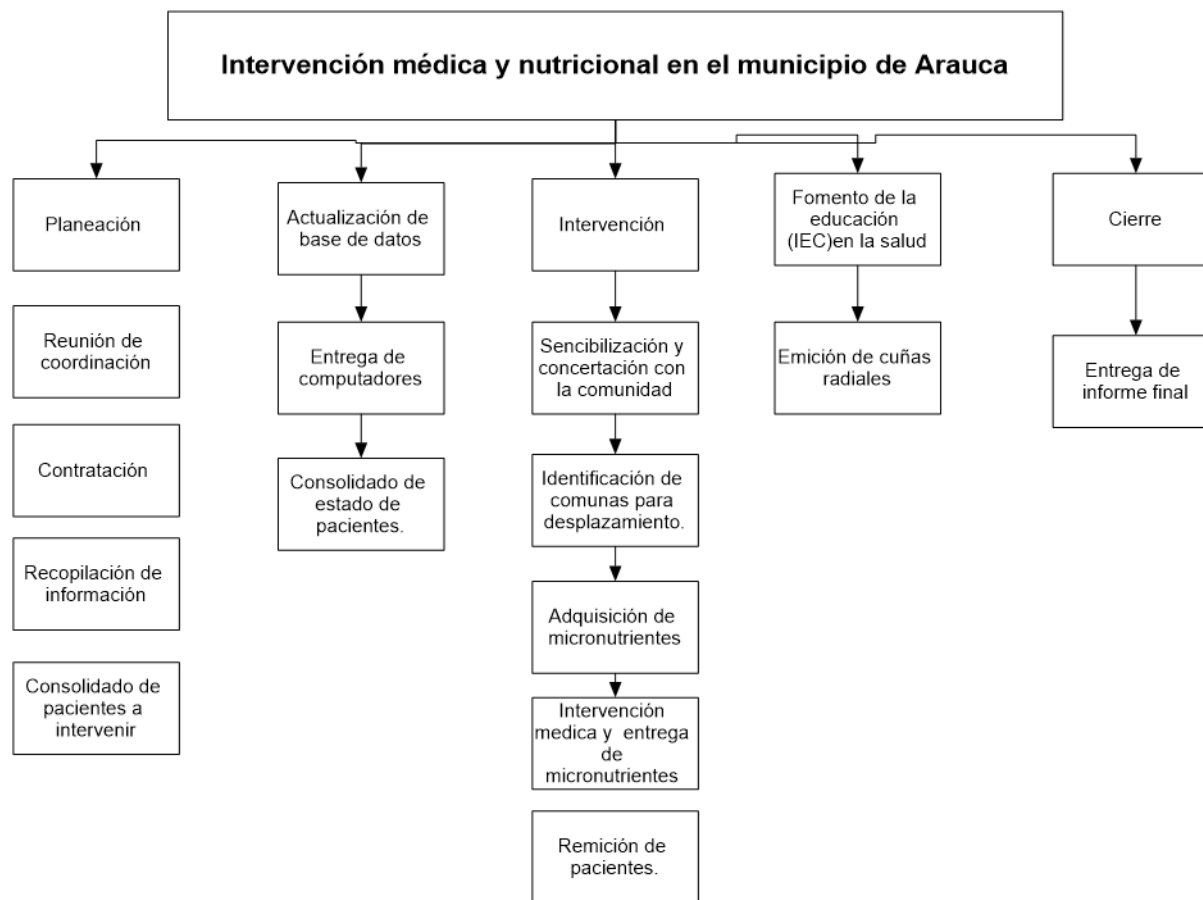 Intervención médica y nutricional en el municipio de Arauca
Planeación
Reunión de
coordinación
Contratación
Recopilación de
información
Consolidado de
pacientes a
intervenir
Actualización de
base de datos
Entrega de
computadores
Consolidado de
estado de
pacientes.
Intervención
Sencibilización y
concertación con
la comunidad
Identificación de
comunas para
desplazamiento.
Adquisición de
micronutrientes
Intervención
medica y entrega
de
micronutrientes
Remición de
pacientes.
Fomento de la
educación
(IEC)en la salud
Emición de cuñas
radiales
Cierre
Entrega de
informe final